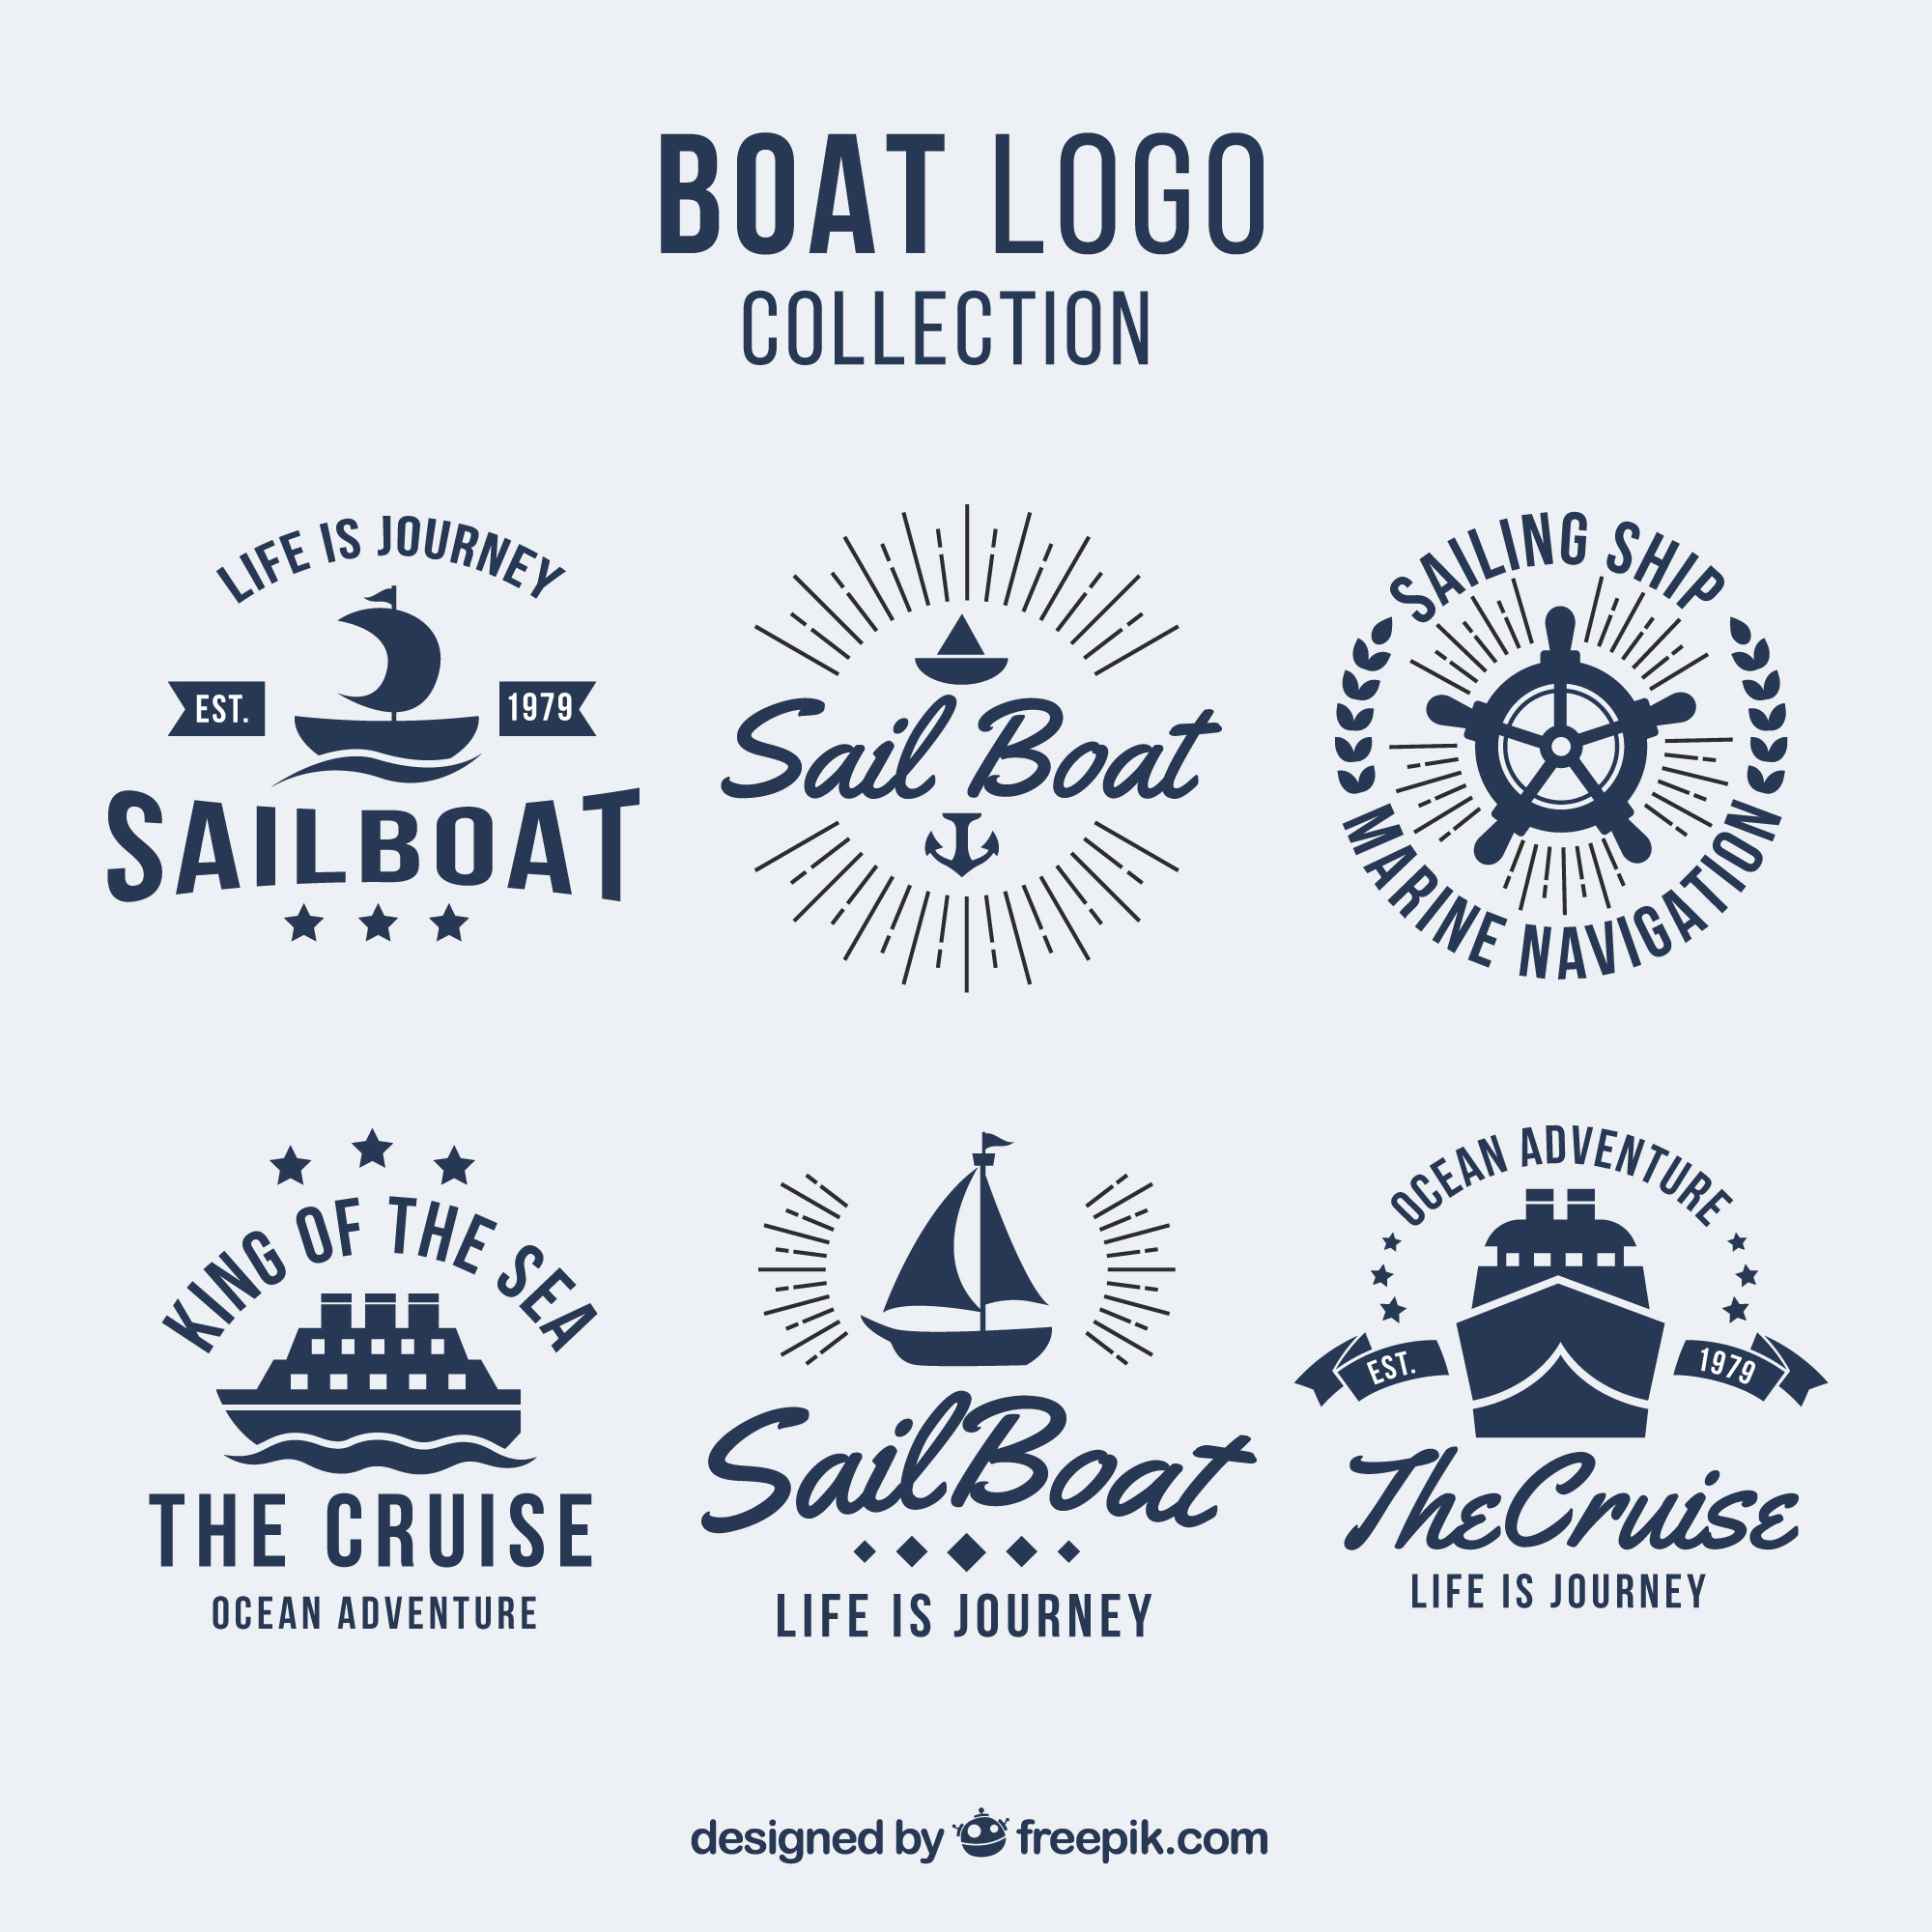 BOAT LOGO
COLLECTION
LIFE IS JOURNEY
EST.
1979
SAILBOAT
Sail Boat
SAILING SHIP
MARINE NAVIGATION
KING OF THE SEA
THE CRUISE
OCEAN ADVENTURE
SailBoat
LIFE IS JOURNEY
OCEAN ADVENTURE
EST.
1979
The Cruise
LIFE IS JOURNEY
designed by freepik.com